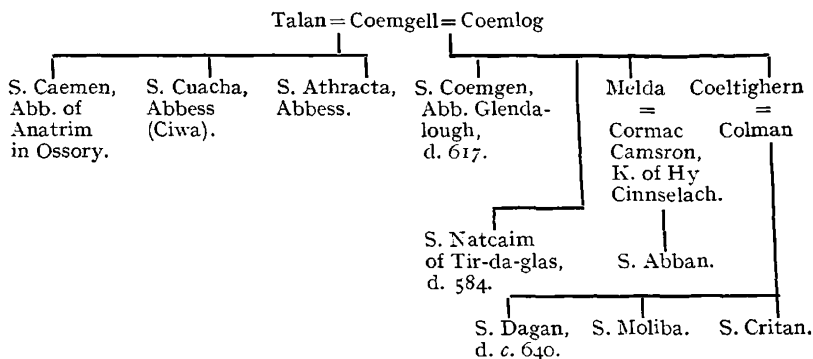 Talan = Coemgell = Coemlog
S. Caemen,
Abb. of
Anatrim
in Ossory.
S. Cuacha,
Abbess
(Ciwa).
S. Athracta,
Abbess.
S. Coemgen,
Abb. Glenda-
lough,
d. 617.
Melda
=
Cormac
Camsron,
K. of Hy
Cinnselach.
Coeltighern
=
Colman
S. Natcaim
of Tir-da-glas,
d. 584.
S. Abban.
S. Dagan,
d. c. 640.
S. Moliba.
S. Critan.